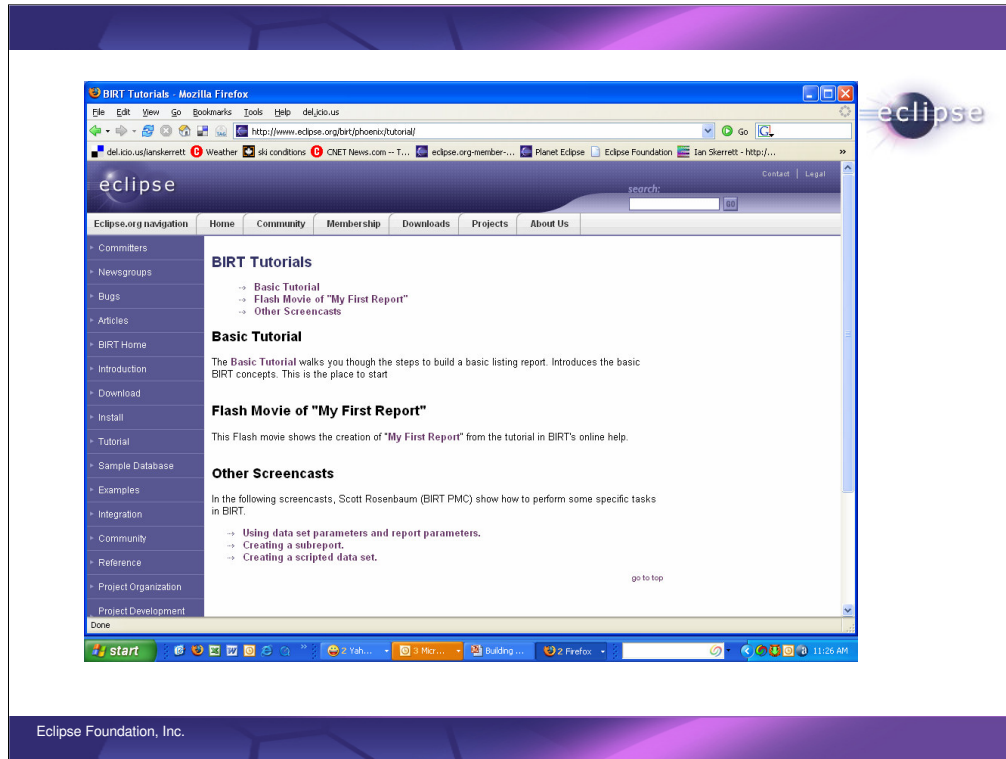 BIRT Tutorials - Mozilla Firefox
File Edit View Go Bookmarks Tools Help del.icio.us
http://www.eclipse.org/birt/phoenix/tutorial/
Go
del.icio.us/ianskerrett Weather ski conditions CNET News.com -- T... eclipse.org-member-... Planet Eclipse Eclipse Foundation Ian Skerrett - http:/... »
eclipse
eclipse
Contact | Legal
search:
GO
Eclipse.org navigation Home Community Membership Downloads Projects About Us
Committers
Newsgroups
Bugs
Articles
BIRT Home
Introduction
Download
Install
Tutorial
Sample Database
Examples
Integration
Community
Reference
Project Organization
Project Development
BIRT Tutorials
→ Basic Tutorial
→ Flash Movie of "My First Report"
→ Other Screencasts
Basic Tutorial
The Basic Tutorial walks you though the steps to build a basic listing report. Introduces the basic
BIRT concepts. This is the place to start
Flash Movie of "My First Report"
This Flash movie shows the creation of "My First Report" from the tutorial in BIRT's online help.
Other Screencasts
In the following screencasts, Scott Rosenbaum (BIRT PMC) show how to perform some specific tasks
in BIRT.
→ Using data set parameters and report parameters.
→ Creating a subreport.
→ Creating a scripted data set.
go to top
Done
start 2 Yah... 3 Micr... Building ... 2 Firefox 11:26 AM
Eclipse Foundation, Inc.